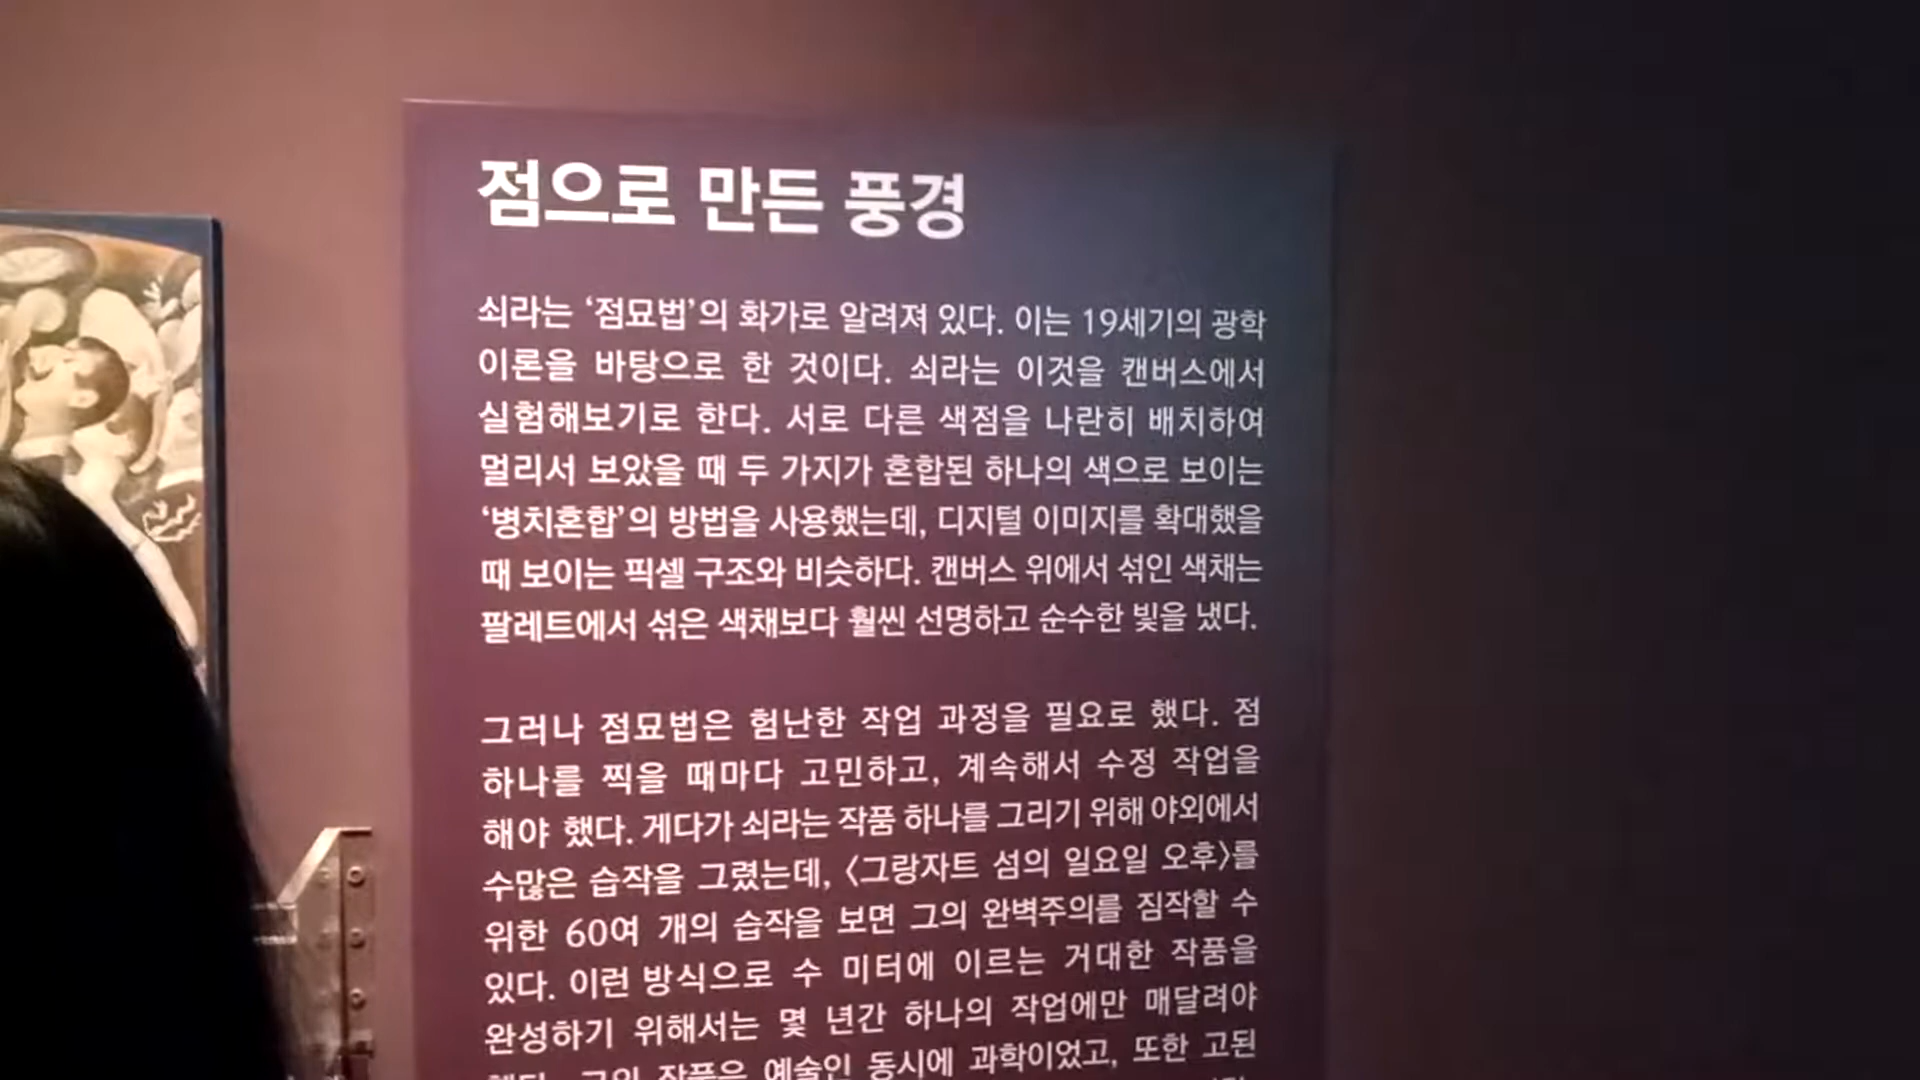 점으로 만든 풍경
쇠라는 ‘점묘법’의 화가로 알려져 있다. 이는 19세기의 광학
이론을 바탕으로 한 것이다. 쇠라는 이것을 캔버스에서
실험해보기로 한다. 서로 다른 색점을 나란히 배치하여
멀리서 보았을 때 두 가지가 혼합된 하나의 색으로 보이는
‘병치혼합’의 방법을 사용했는데, 디지털 이미지를 확대했을
때 보이는 픽셀 구조와 비슷하다. 캔버스 위에서 섞인 색채는
팔레트에서 섞은 색채보다 훨씬 선명하고 순수한 빛을 냈다.
그러나 점묘법은 험난한 작업 과정을 필요로 했다. 점
하나를 찍을 때마다 고민하고, 계속해서 수정 작업을
해야 했다. 게다가 쇠라는 작품 하나를 그리기 위해 야외에서
수많은 습작을 그렸는데, 〈그랑자트 섬의 일요일 오후〉를
위한 60여 개의 습작을 보면 그의 완벽주의를 짐작할 수
있다. 이런 방식으로 수 미터에 이르는 거대한 작품을
완성하기 위해서는 몇 년간 하나의 작업에만 매달려야
했다. 그의 작품은 예술인 동시에 과학이었고, 또한 고된